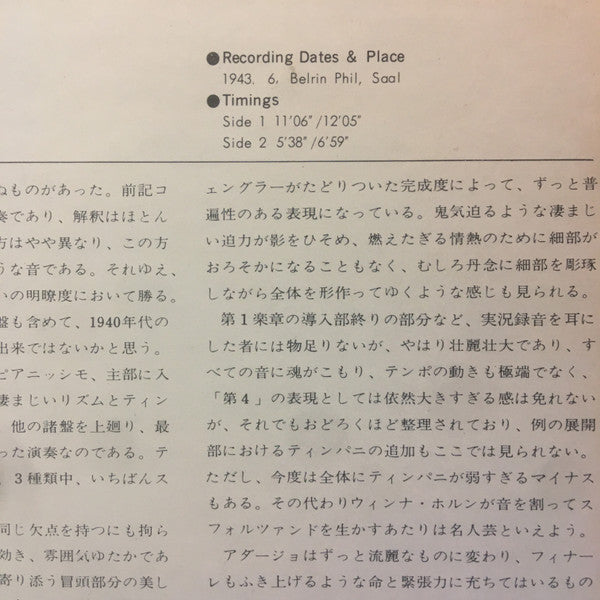 ●Recording Dates & Place
1943. 6, Belrin Phil, Saal
●Timings
Side 1 11'06"/12'05"
Side 2 5'38"/6'59"
ぬものがあった。前記コ
奏であり、解釈はほとん
方はやや異なり、この方
うな音である。それゆえ、
いの明瞭度において勝る。
盤も含めて、1940年代の
出来ではないかと思う。
ピアニッシモ、主部に入
凄まじいリズムとティン
他の諸盤を上廻り、最
った演奏なのである。テ
、3種類中、いちばんス
同じ欠点を持つにも拘ら
効き、雰囲気ゆたかであ
寄り添う冒頭部分の美し
ェングラーがたどりついた完成度によって、ずっと普
遍性のある表現になっている。鬼気迫るような凄まじ
い迫力が影をひそめ、燃えたぎる情熱のために細部が
おろそかになることもなく、むしろ丹念に細部を彫琢
しながら全体を形作ってゆくような感じも見られる。
第1楽章の導入部終りの部分など、実況録音を耳に
した者には物足りないが、やはり壮麗壮大であり、す
べての音に魂がこもり、テンポの動きも極端でなく、
「第4」の表現としては依然大きすぎる感は免れない
が、それでもおどろくほど整理されており、例の展開
部におけるティンパニの追加もここでは見られない。
ただし、今度は全体にティンパニが弱すぎるマイナス
もある。その代わりウィンナ・ホルンが音を割ってス
フォルツァンドを生かすあたりは名人芸といえよう。
アダージョはずっと流麗なものに変わり、フィナー
レもふき上げるような命と緊張力に充ちてはいるもの